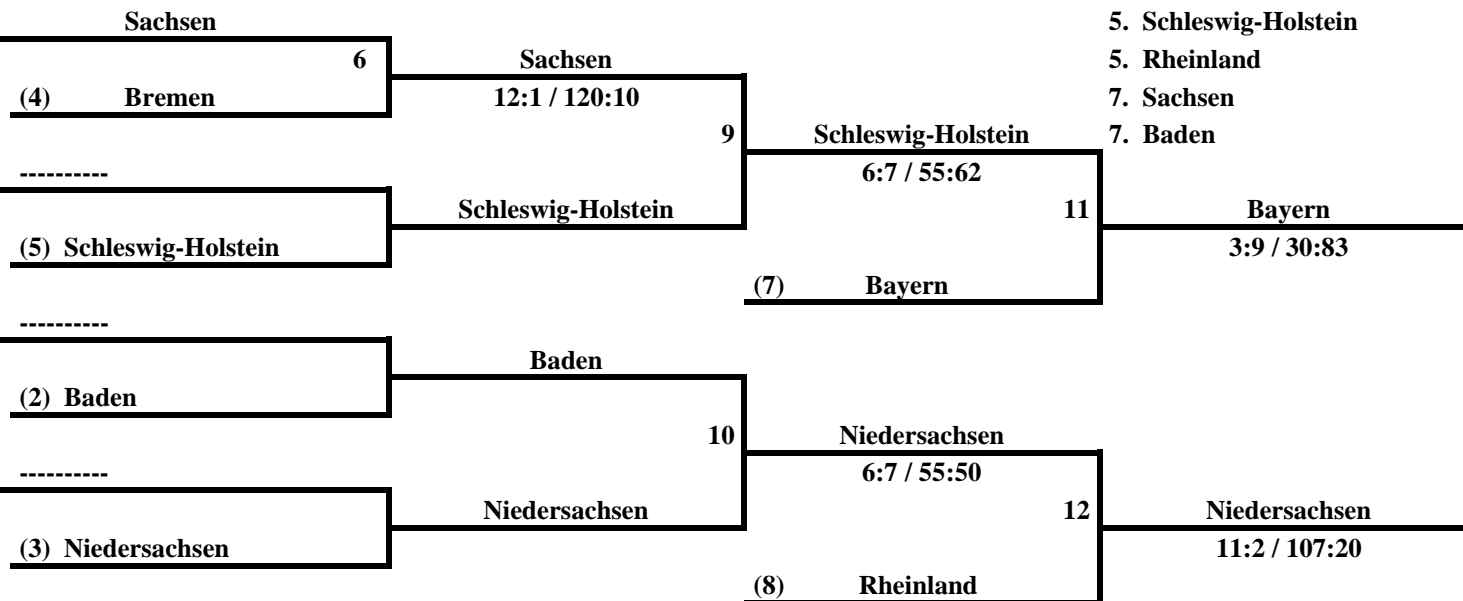 Sachsen
6
(4) Bremen
Sachsen
12:1 / 120:10
----------
(5) Schleswig-Holstein
Schleswig-Holstein
9
Schleswig-Holstein
6:7 / 55:62
(7) Bayern
11
Bayern
3:9 / 30:83
----------
(2) Baden
Baden
----------
(3) Niedersachsen
Niedersachsen
10
Niedersachsen
6:7 / 55:50
(8) Rheinland
12
Niedersachsen
11:2 / 107:20
5. Schleswig-Holstein
5. Rheinland
7. Sachsen
7. Baden